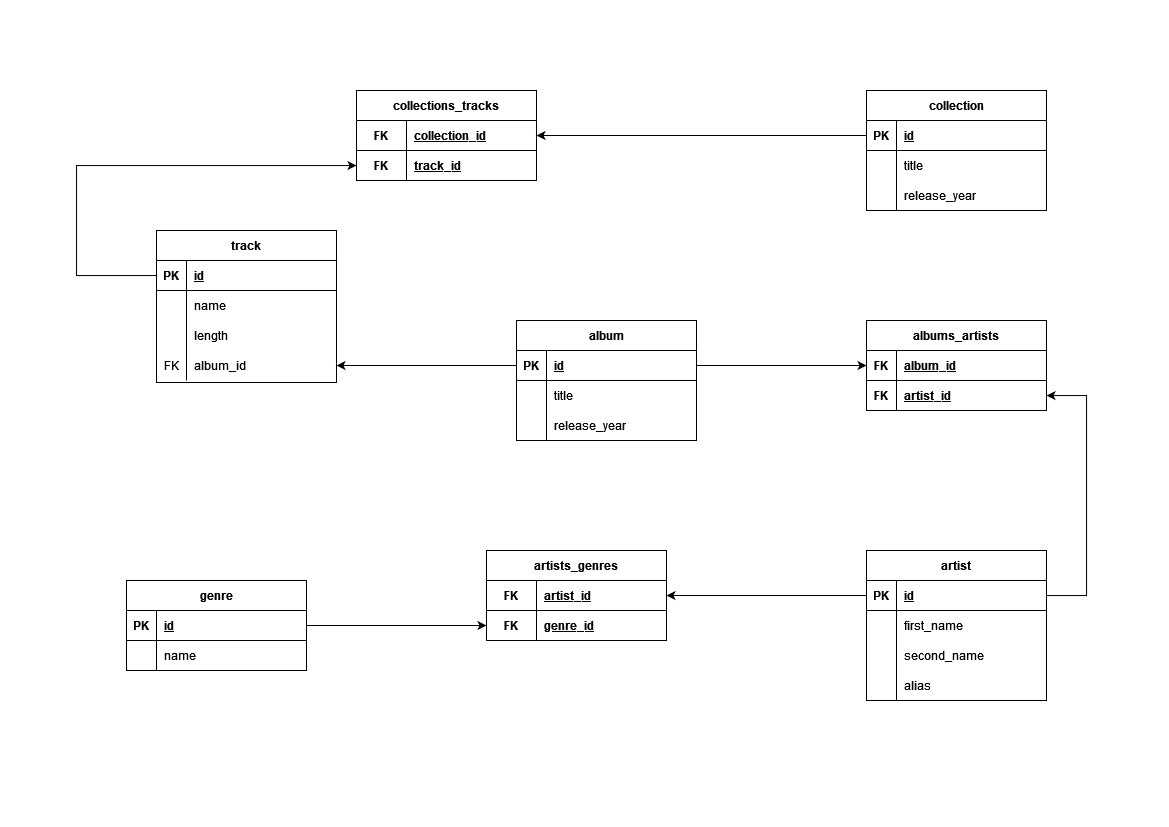 collections_tracks
FK collection_id
FK track_id
collection
PK id
title
release_year
track
PK id
name
length
FK album_id
album
PK id
title
release_year
albums_artists
FK album_id
FK artist_id
genre
PK id
name
artists_genres
FK artist_id
FK genre_id
artist
PK id
first_name
second_name
alias